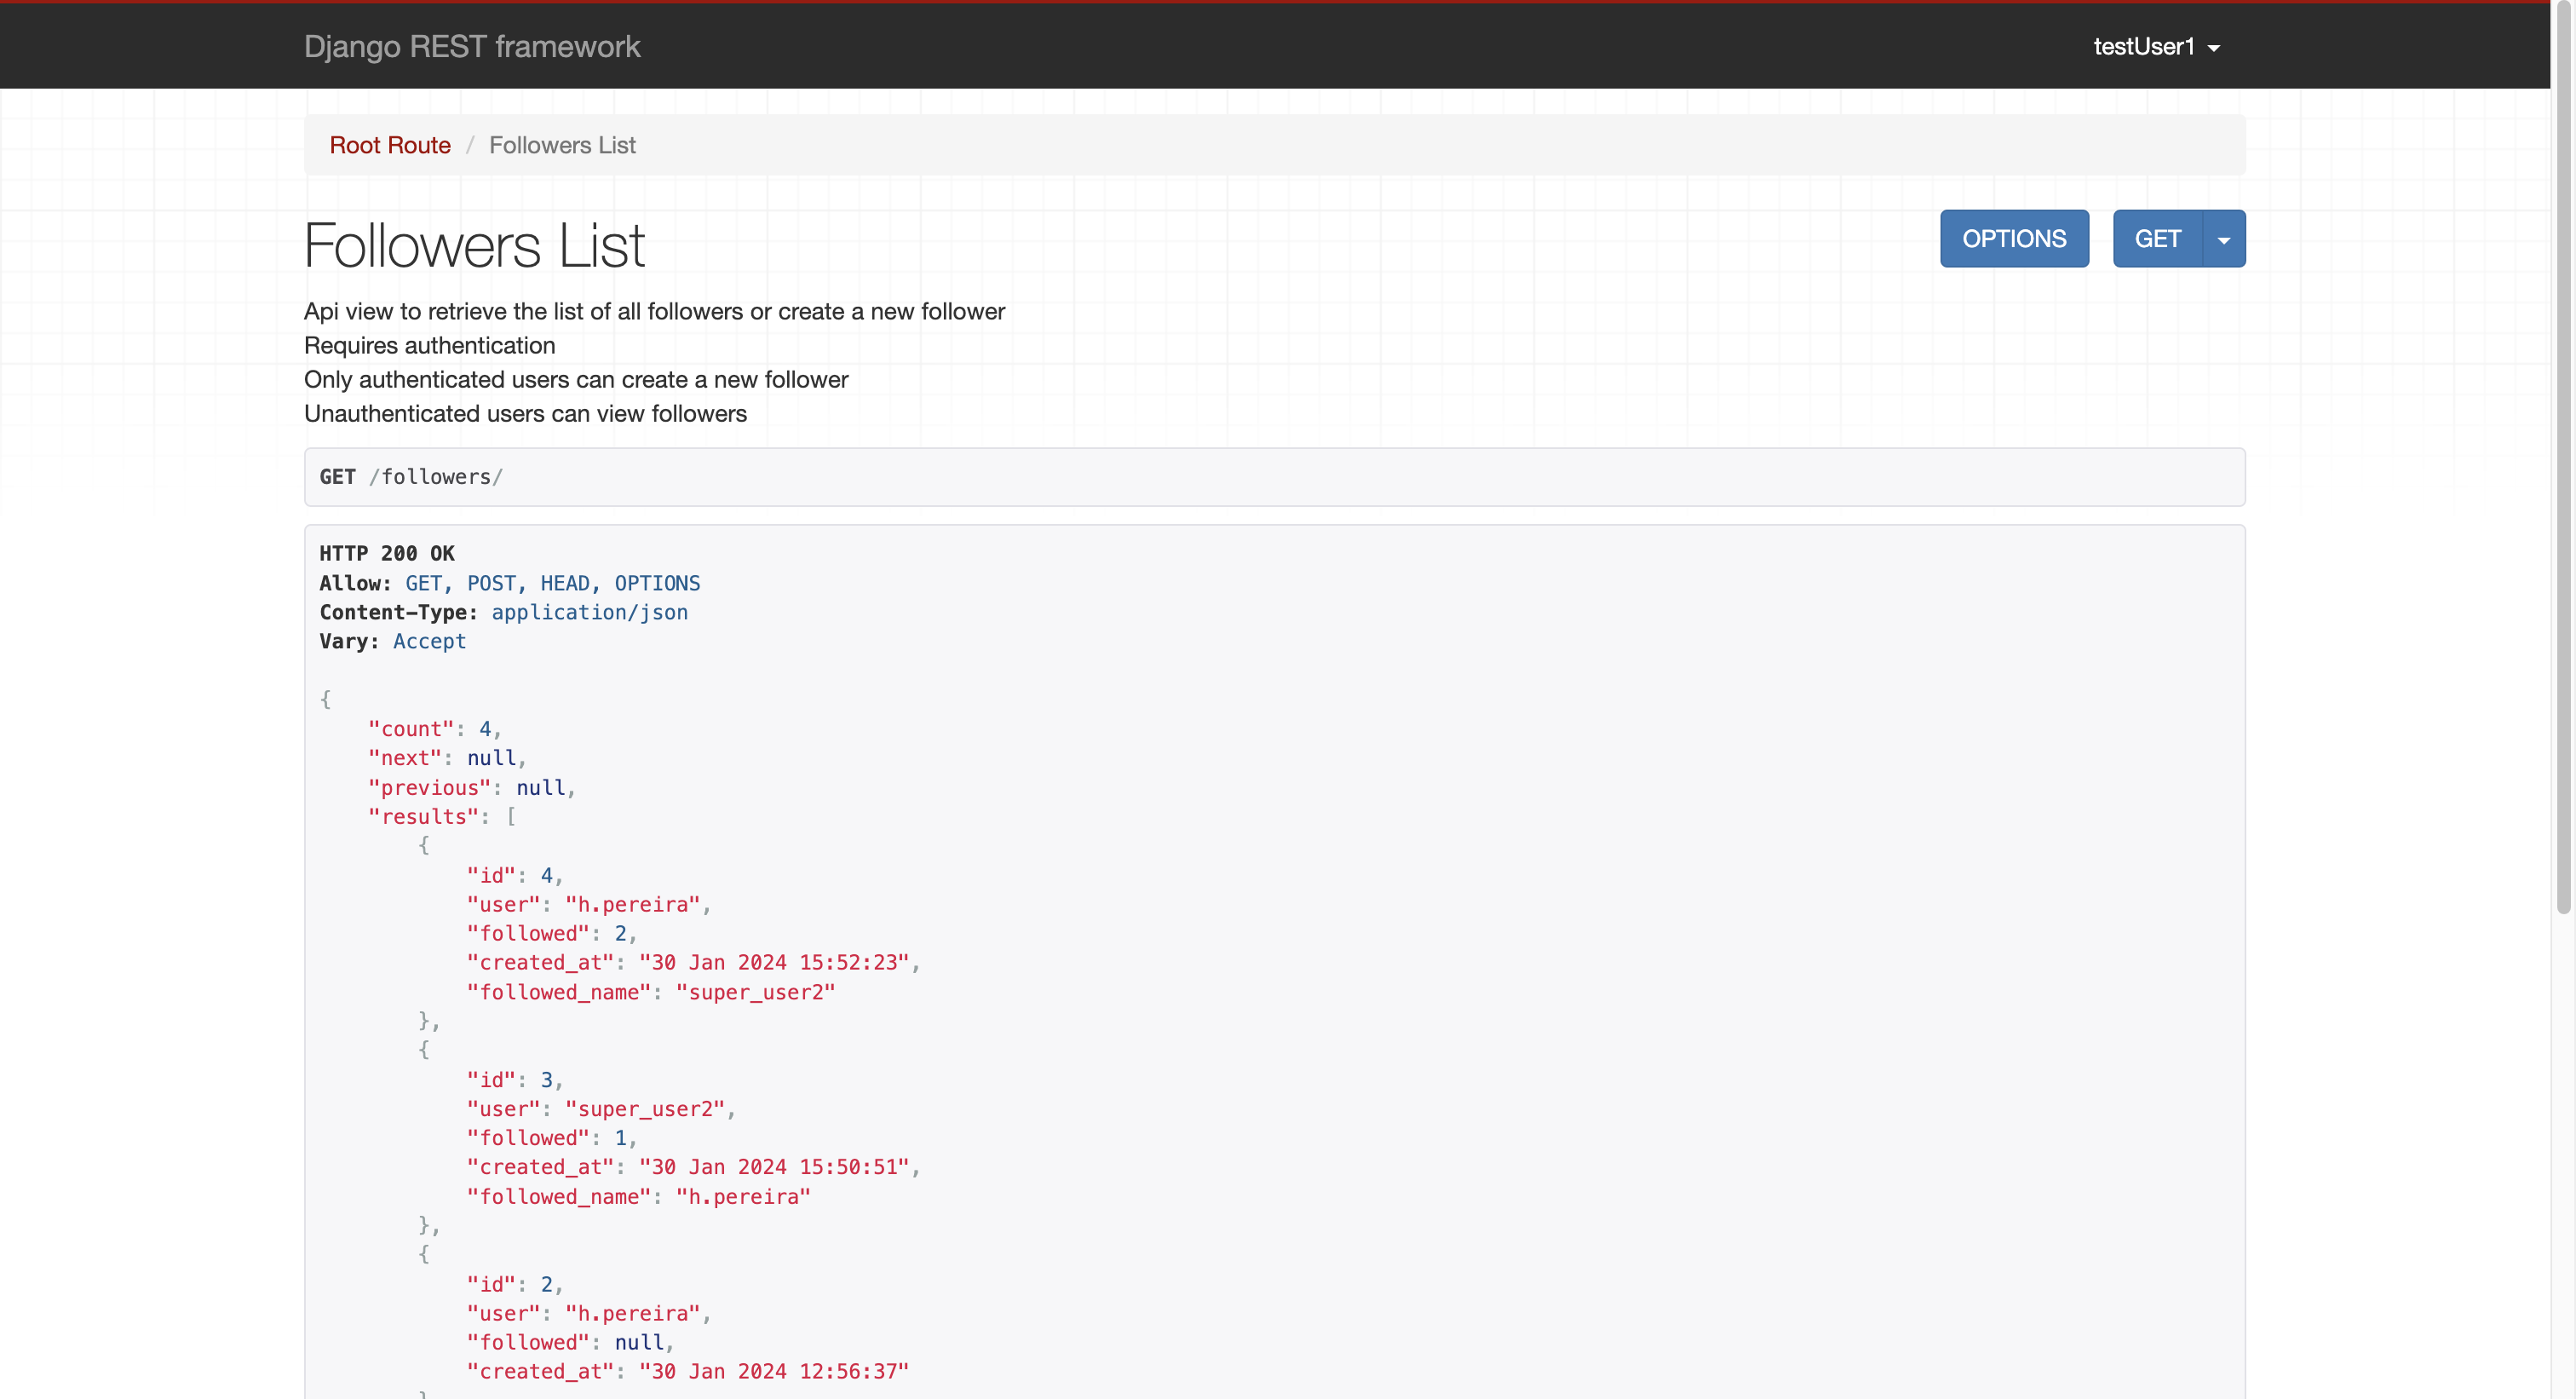 Django REST framework
testUser1
Root Route / Followers List
Followers List
OPTIONS
GET
Api view to retrieve the list of all followers or create a new follower
Requires authentication
Only authenticated users can create a new follower
Unauthenticated users can view followers
GET /followers/
HTTP 200 OK
Allow: GET, POST, HEAD, OPTIONS
Content-Type: application/json
Vary: Accept
{
    "count": 4,
    "next": null,
    "previous": null,
    "results": [
        {
            "id": 4,
            "user": "h.pereira",
            "followed": 2,
            "created_at": "30 Jan 2024 15:52:23",
            "followed_name": "super_user2"
        },
        {
            "id": 3,
            "user": "super_user2",
            "followed": 1,
            "created_at": "30 Jan 2024 15:50:51",
            "followed_name": "h.pereira"
        },
        {
            "id": 2,
            "user": "h.pereira",
            "followed": null,
            "created_at": "30 Jan 2024 12:56:37"